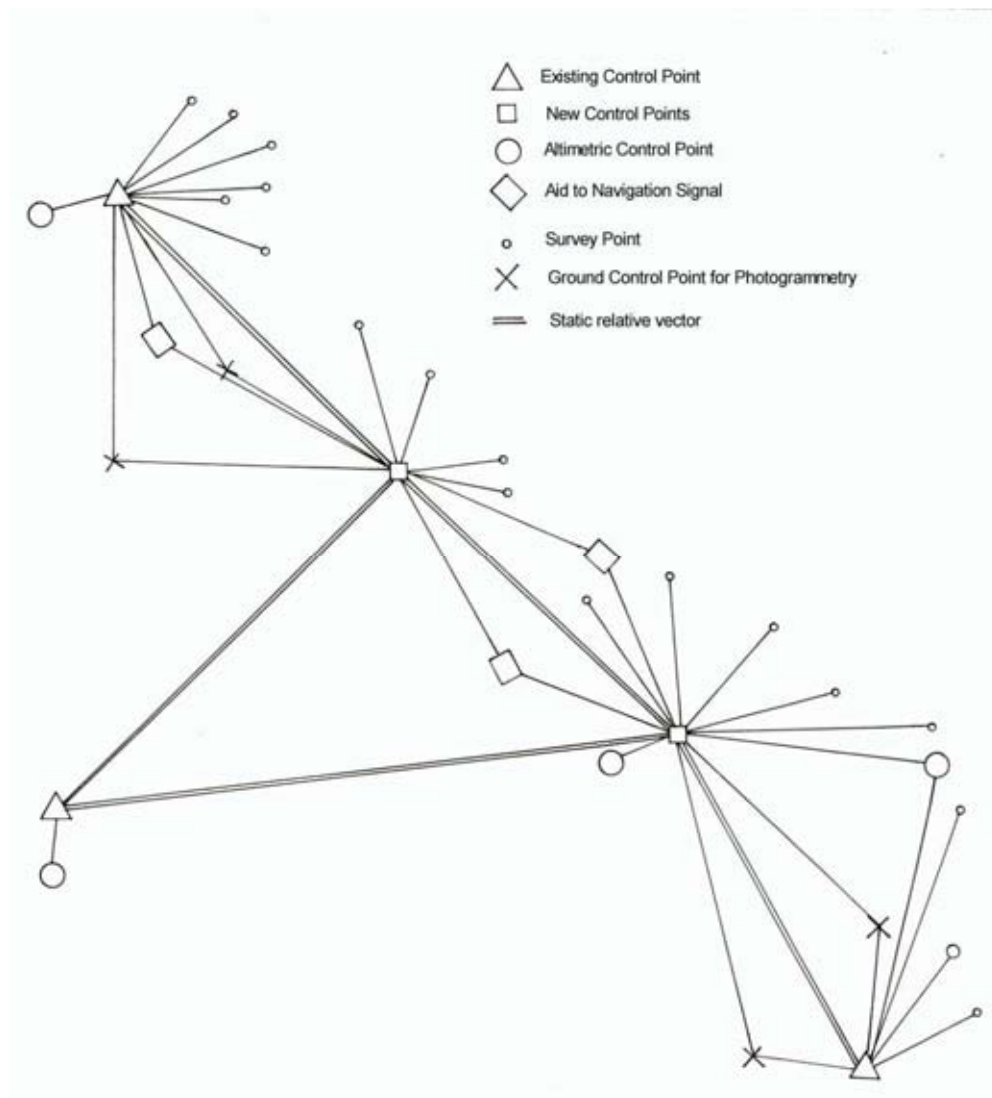 Existing Control Point
New Control Points
Altimetric Control Point
Aid to Navigation Signal
Survey Point
Ground Control Point for Photogrammetry
Static relative vector